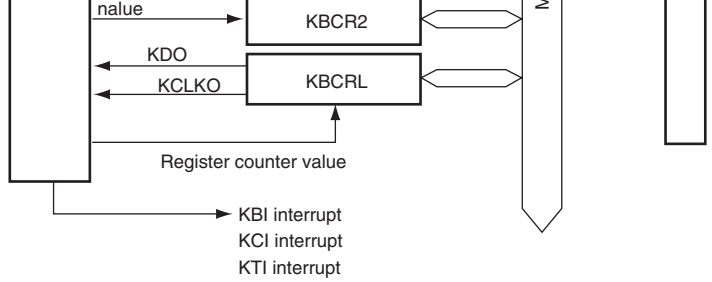 nalue
KBCR2
KDO
KBCRL
KCLKO
Register counter value
KBI interrupt
KCI interrupt
KTI interrupt
M